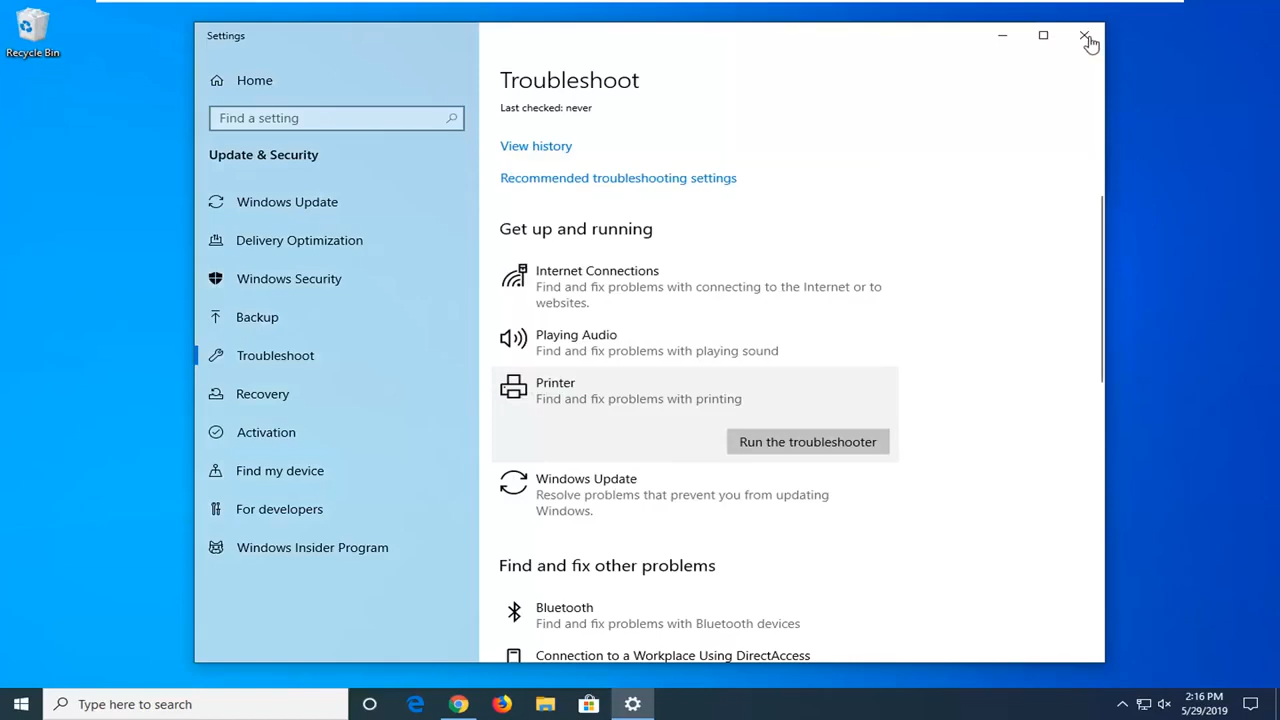 Recycle Bin
Settings
Home
Find a setting
Update & Security
Windows Update
Delivery Optimization
Windows Security
Backup
Troubleshoot
Recovery
Activation
Find my device
For developers
Windows Insider Program
Troubleshoot
Last checked: never
View history
Recommended troubleshooting settings
Get up and running
Internet Connections
Find and fix problems with connecting to the Internet or to
websites.
Playing Audio
Find and fix problems with playing sound
Printer
Find and fix problems with printing
Run the troubleshooter
Windows Update
Resolve problems that prevent you from updating
Windows.
Find and fix other problems
Bluetooth
Find and fix problems with Bluetooth devices
Connection to a Workplace Using DirectAccess
Type here to search
2:16 PM
5/29/2019